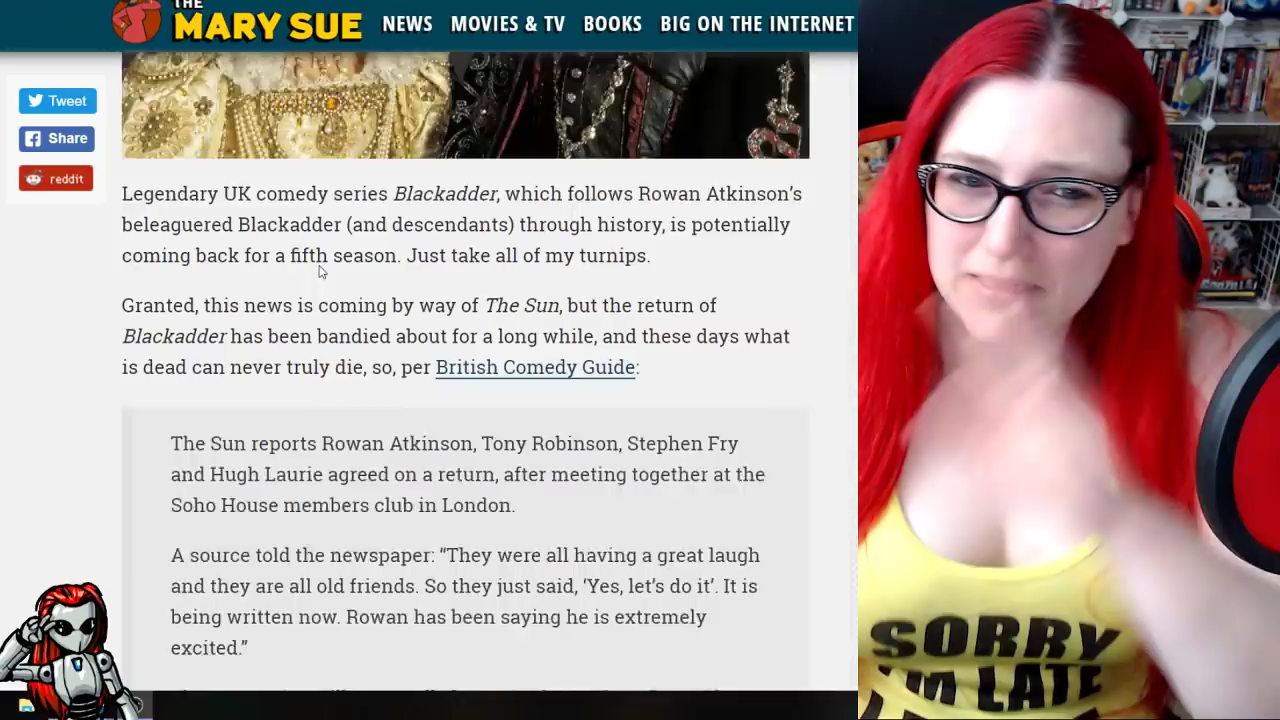 THE
MARY SUE
NEWS MOVIES & TV BOOKS BIG ON THE INTERNET
Tweet
Share
reddit
Legendary UK comedy series Blackadder, which follows Rowan Atkinson’s
beleaguered Blackadder (and descendants) through history, is potentially
coming back for a fifth season. Just take all of my turnips.
Granted, this news is coming by way of The Sun, but the return of
Blackadder has been bandied about for a long while, and these days what
is dead can never truly die, so, per British Comedy Guide:
The Sun reports Rowan Atkinson, Tony Robinson, Stephen Fry
and Hugh Laurie agreed on a return, after meeting together at the
Soho House members club in London.
A source told the newspaper: “They were all having a great laugh
and they are all old friends. So they just said, ‘Yes, let’s do it’. It is
being written now. Rowan has been saying he is extremely
excited.”
SORRY
I'M LATE